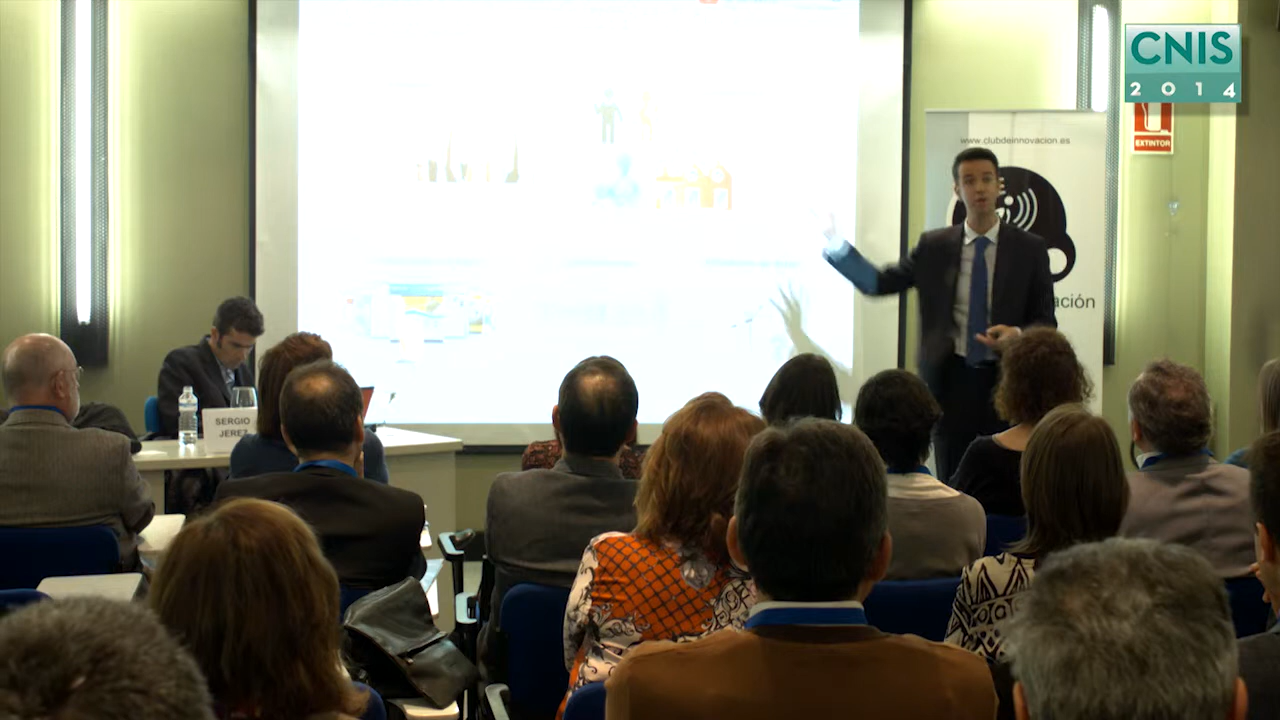 CNIS
2014
EXTINTOR
www.clubdeinnovacion.es
ación
SERGIO
JEREZ